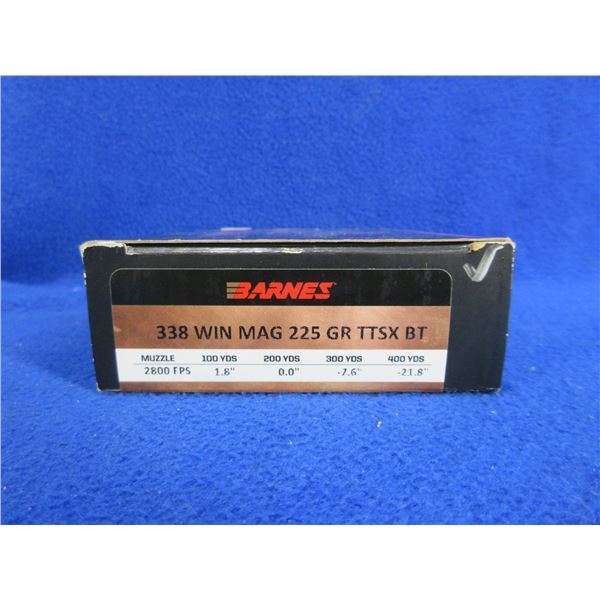 BARNES
338 WIN MAG 225 GR TTSX BT
MUZZLE 100 YDS 200 YDS 300 YDS 400 YDS
2800 FPS 1.8" 0.0" -7.6" -21.8"